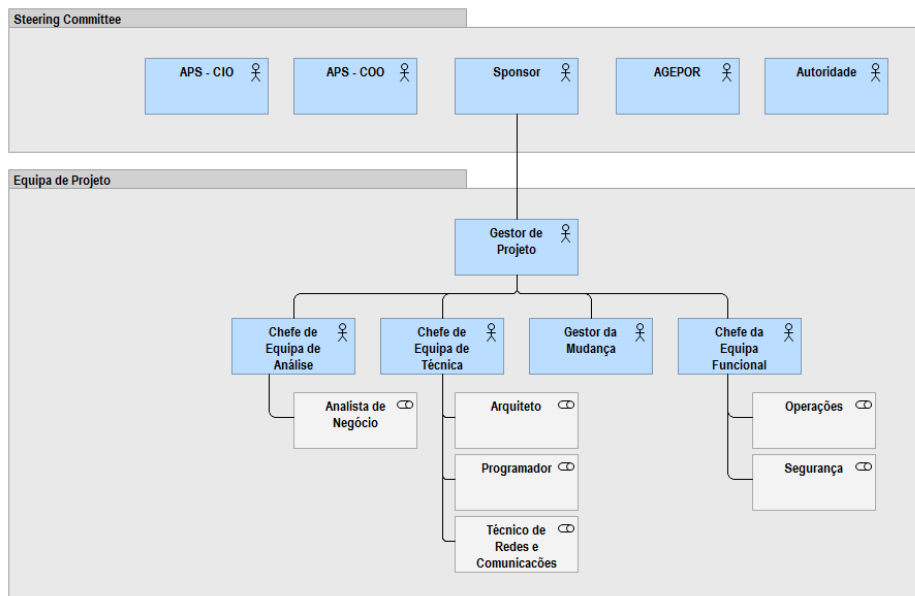 Steering Committee
APS - CIO
APS - COO
Sponsor
AGEPOR
Autoridade
Equipa de Projeto
Gestor de
Projeto
Chefe de
Equipa de
Análise
Chefe de
Equipa de
Técnica
Gestor da
Mudança
Chefe da
Equipa
Funcional
Analista de
Negócio
Arquiteto
Operações
Programador
Segurança
Técnico de
Redes e
Comunicacões